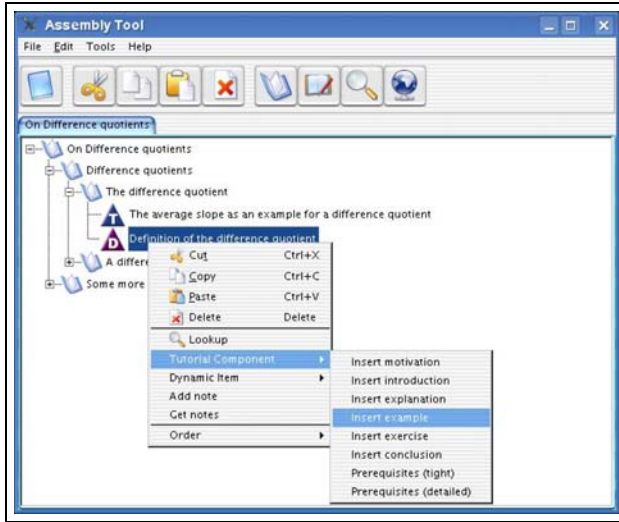 Assembly Tool
File Edit Tools Help
On Difference quotients
On Difference quotients
Difference quotients
The difference quotient
T The average slope as an example for a difference quotient
D Definition of the difference quotient
A differe
Some more
Cut Ctrl+X
Copy Ctrl+C
Paste Ctrl+V
Delete Delete
Lookup
Tutorial Component
Dynamic Item
Add note
Get notes
Order
Insert motivation
Insert introduction
Insert explanation
Insert example
Insert exercise
Insert conclusion
Prerequisites (tight)
Prerequisites (detailed)